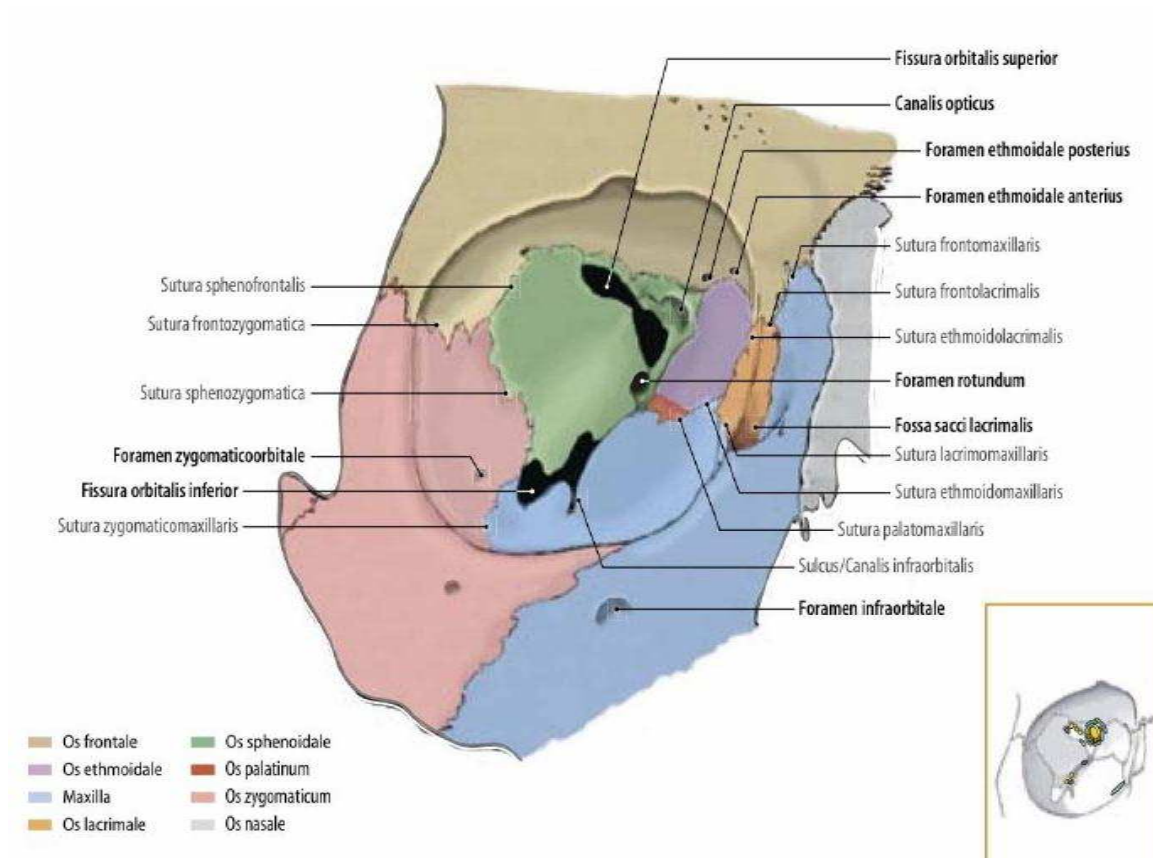 Fissura orbitalis superior
Canalis opticus
Foramen ethmoidale posterius
Foramen ethmoidale anterius
Sutura frontomaxillaris
Sutura frontolacrimalis
Sutura ethmoidolacrimalis
Foramen rotundum
Fossa sacci lacrimalis
Sutura lacrimomaxillaris
Sutura ethmoidomaxillaris
Sutura palatomaxillaris
Sulcus/Canalis infraorbitalis
Foramen infraorbitale
Sutura sphenofrontalis
Sutura frontozygomatica
Sutura sphenozygomatica
Foramen zygomaticoorbitale
Fissura orbitalis inferior
Sutura zygomaticomaxillaris
Os frontale
Os ethmoidale
Maxilla
Os lacrimale
Os sphenoidale
Os palatinum
Os zygomaticum
Os nasale